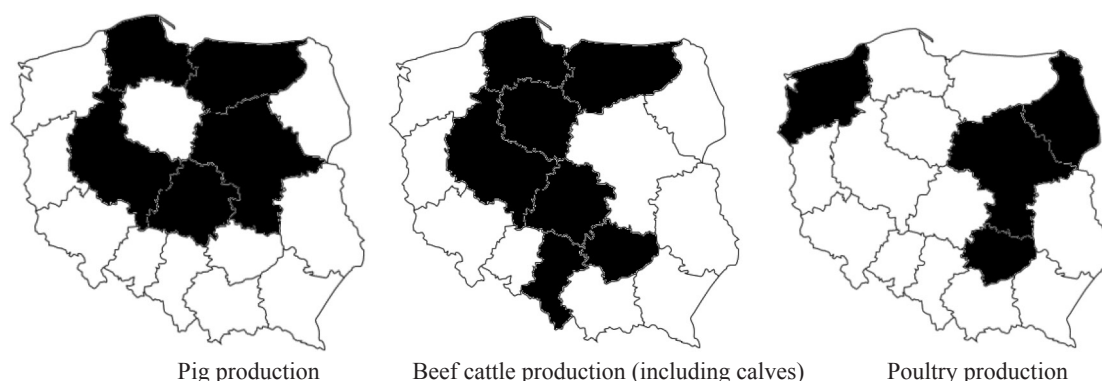 Pig production
Beef cattle production (including calves)
Poultry production